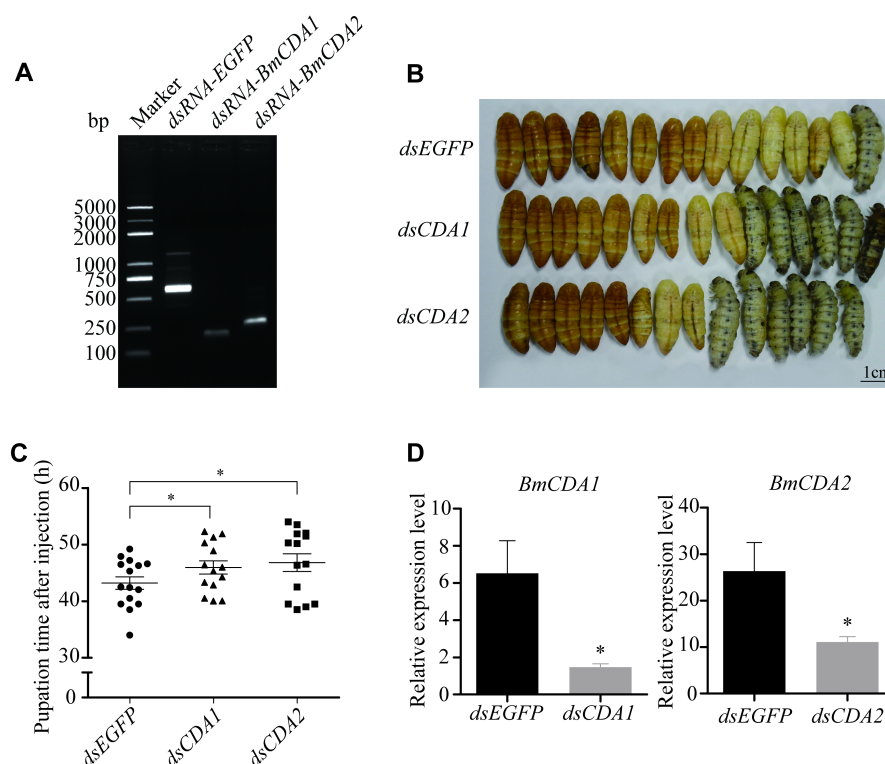 A
Marker
dsRNA-EGFP
dsRNA-BmCDA1
dsRNA-BmCDA2
bp
5000
3000
2000
1000
750
500
250
100
B
dsEGFP
dsCDA1
dsCDA2
1cm
C
Pupation time after injection (h)
60
50
40
30
0
*
*
dsEGFP
dsCDA1
dsCDA2
D
BmCDA1
Relative expression level
10
8
6
4
2
0
*
dsEGFP
dsCDA1
BmCDA2
Relative expression level
40
30
20
10
0
*
dsEGFP
dsCDA2